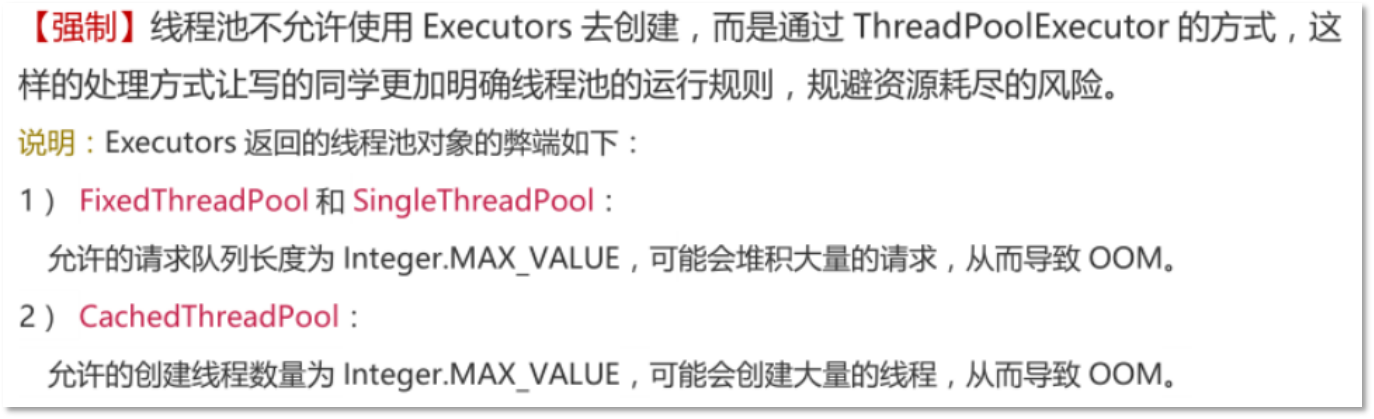 【强制】线程池不允许使用 Executors 去创建，而是通过 ThreadPoolExecutor 的方式，这
样的处理方式让写的同学更加明确线程池的运行规则，规避资源耗尽的风险。
说明：Executors 返回的线程池对象的弊端如下：
1） FixedThreadPool 和 SingleThreadPool：
允许的请求队列长度为 Integer.MAX_VALUE，可能会堆积大量的请求，从而导致 OOM。
2） CachedThreadPool：
允许的创建线程数量为 Integer.MAX_VALUE，可能会创建大量的线程，从而导致 OOM。